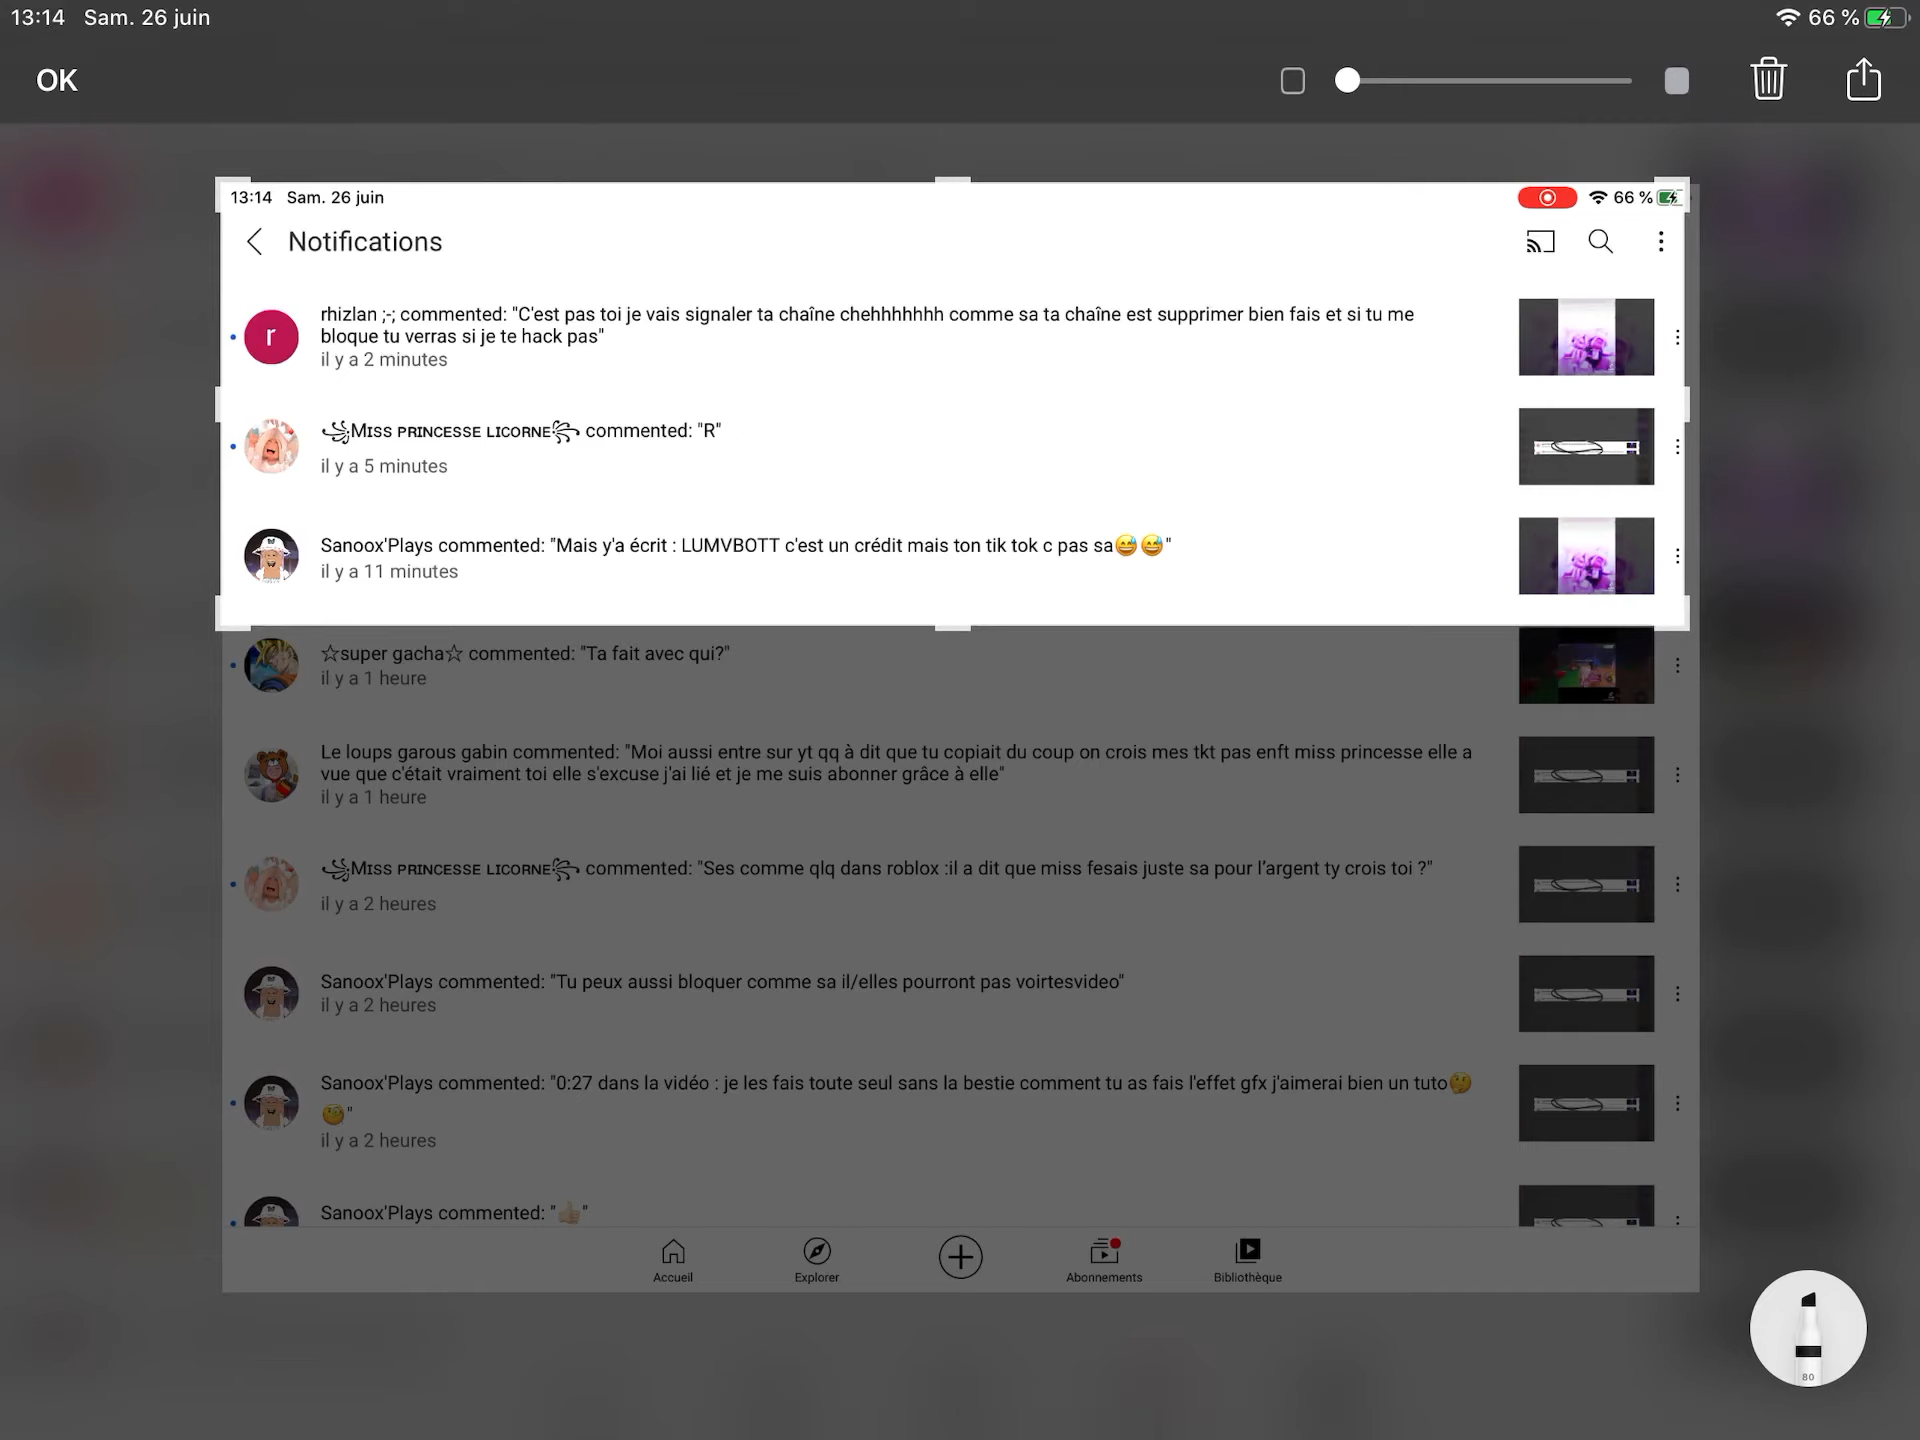 13:14 Sam. 26 juin
66 %
OK
13:14 Sam. 26 juin
66 %
Notifications
rhizlan ;-; commented: "C'est pas toi je vais signaler ta chaîne chehhhhhhh comme sa ta chaîne est supprimer bien fais et si tu me
bloque tu verras si je te hack pas"
il y a 2 minutes
r
꧁Mɪss ᴘʀɪɴᴄᴇssᴇ ʟɪᴄᴏʀɴᴇ꧂ commented: "R"
il y a 5 minutes
Sanoox'Plays commented: "Mais y'a écrit : LUMVBOTT c'est un crédit mais ton tik tok c pas sa😅😅"
il y a 11 minutes
☆super gacha☆ commented: "Ta fait avec qui?"
il y a 1 heure
Le loups garous gabin commented: "Moi aussi entre sur yt qq à dit que tu copiait du coup on crois mes tkt pas enft miss princesse elle a
vue que c'était vraiment toi elle s'excuse j'ai lié et je me suis abonner grâce à elle"
il y a 1 heure
꧁Mɪss ᴘʀɪɴᴄᴇssᴇ ʟɪᴄᴏʀɴᴇ꧂ commented: "Ses comme qlq dans roblox :il a dit que miss fesais juste sa pour l’argent ty crois toi ?"
il y a 2 heures
Sanoox'Plays commented: "Tu peux aussi bloquer comme sa il/elles pourront pas voirtesvideo"
il y a 2 heures
Sanoox'Plays commented: "0:27 dans la vidéo : je les fais toute seul sans la bestie comment tu as fais l'effet gfx j'aimerai bien un tuto🤔
🤔"
il y a 2 heures
Sanoox'Plays commented: "👍🏻"
Accueil
Explorer
Abonnements
Bibliothèque
80